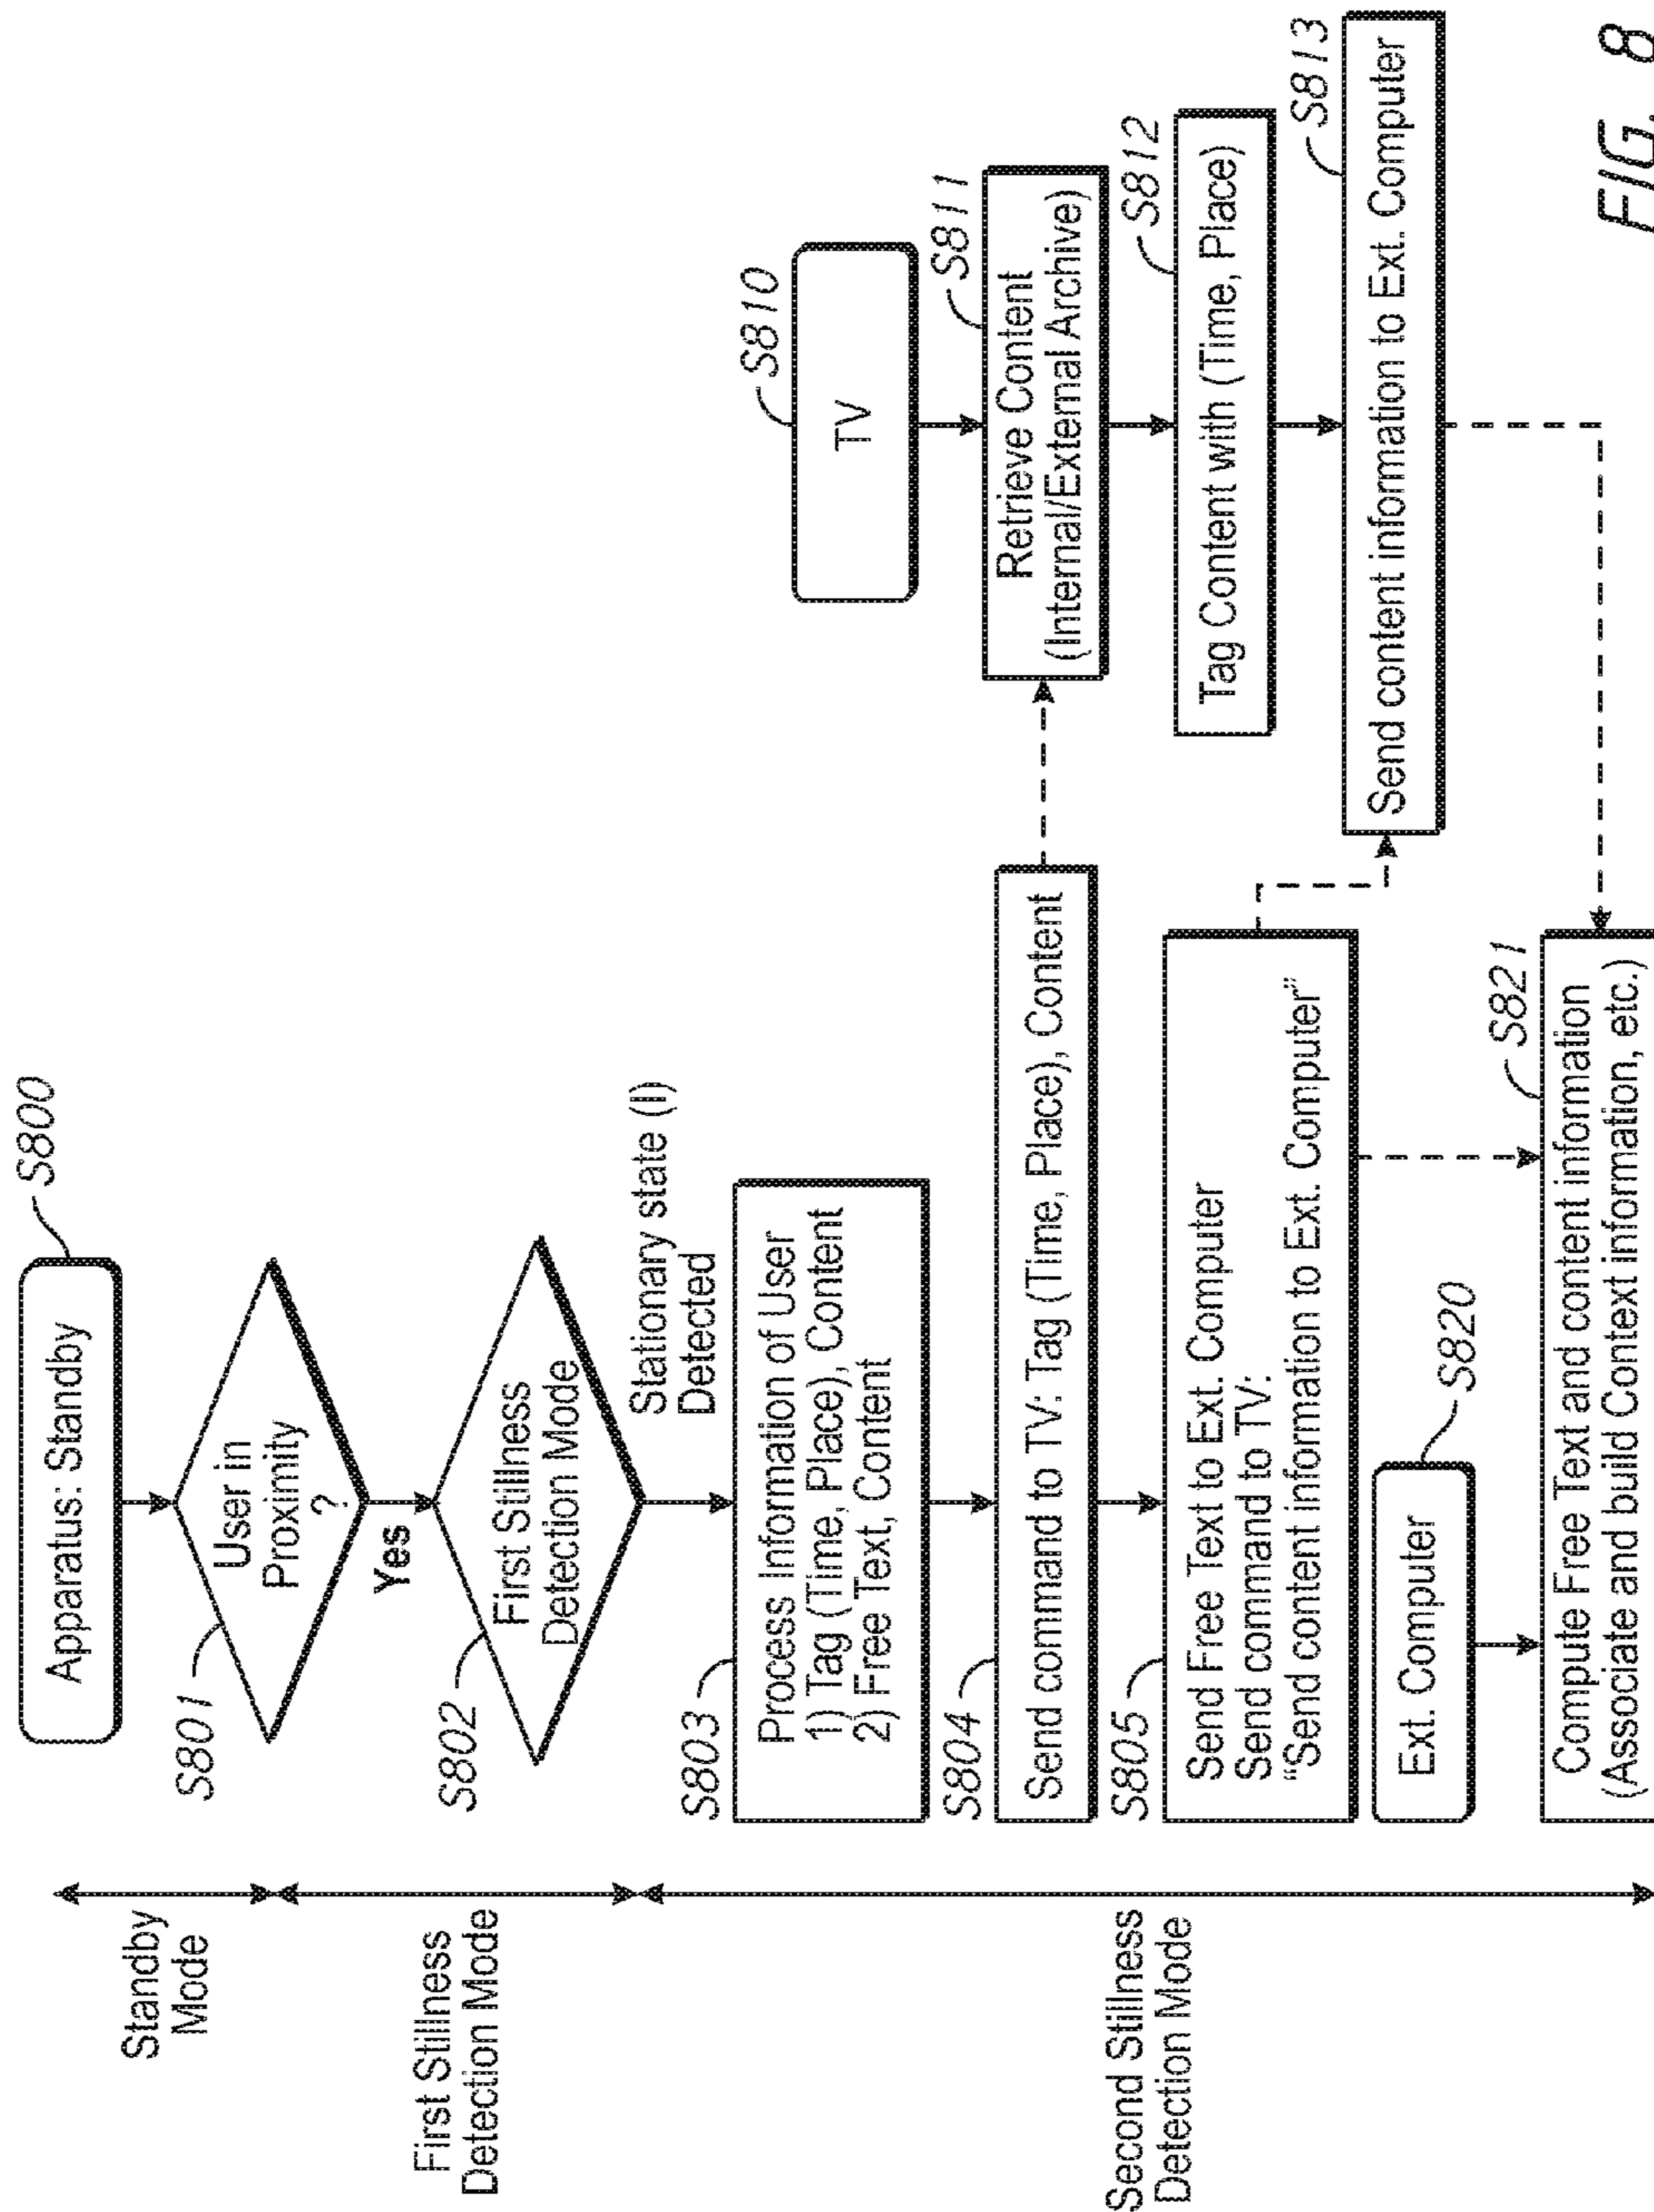 Standby
Mode
First Stillness
Detection Mode
Second Stillness
Detection Mode
Apparatus: Standby
S800
User in
Proximity
?
S801
Yes
First Stillness
Detection Mode
S802
Stationary state (I)
Detected
S803
Process Information of User
1) Tag (Time, Place), Content
2) Free Text, Content
S804
Send command to TV: Tag (Time, Place), Content
S805
Send Free Text to Ext. Computer
Send command to TV:
“Send content information to Ext. Computer”
Ext. Computer
S820
S821
Compute Free Text and content information
(Associate and build Context information, etc.)
TV
S810
Retrieve Content
(Internal/External Archive)
S811
Tag Content with (Time, Place)
S812
Send content information to Ext. Computer
S813
FIG. 8